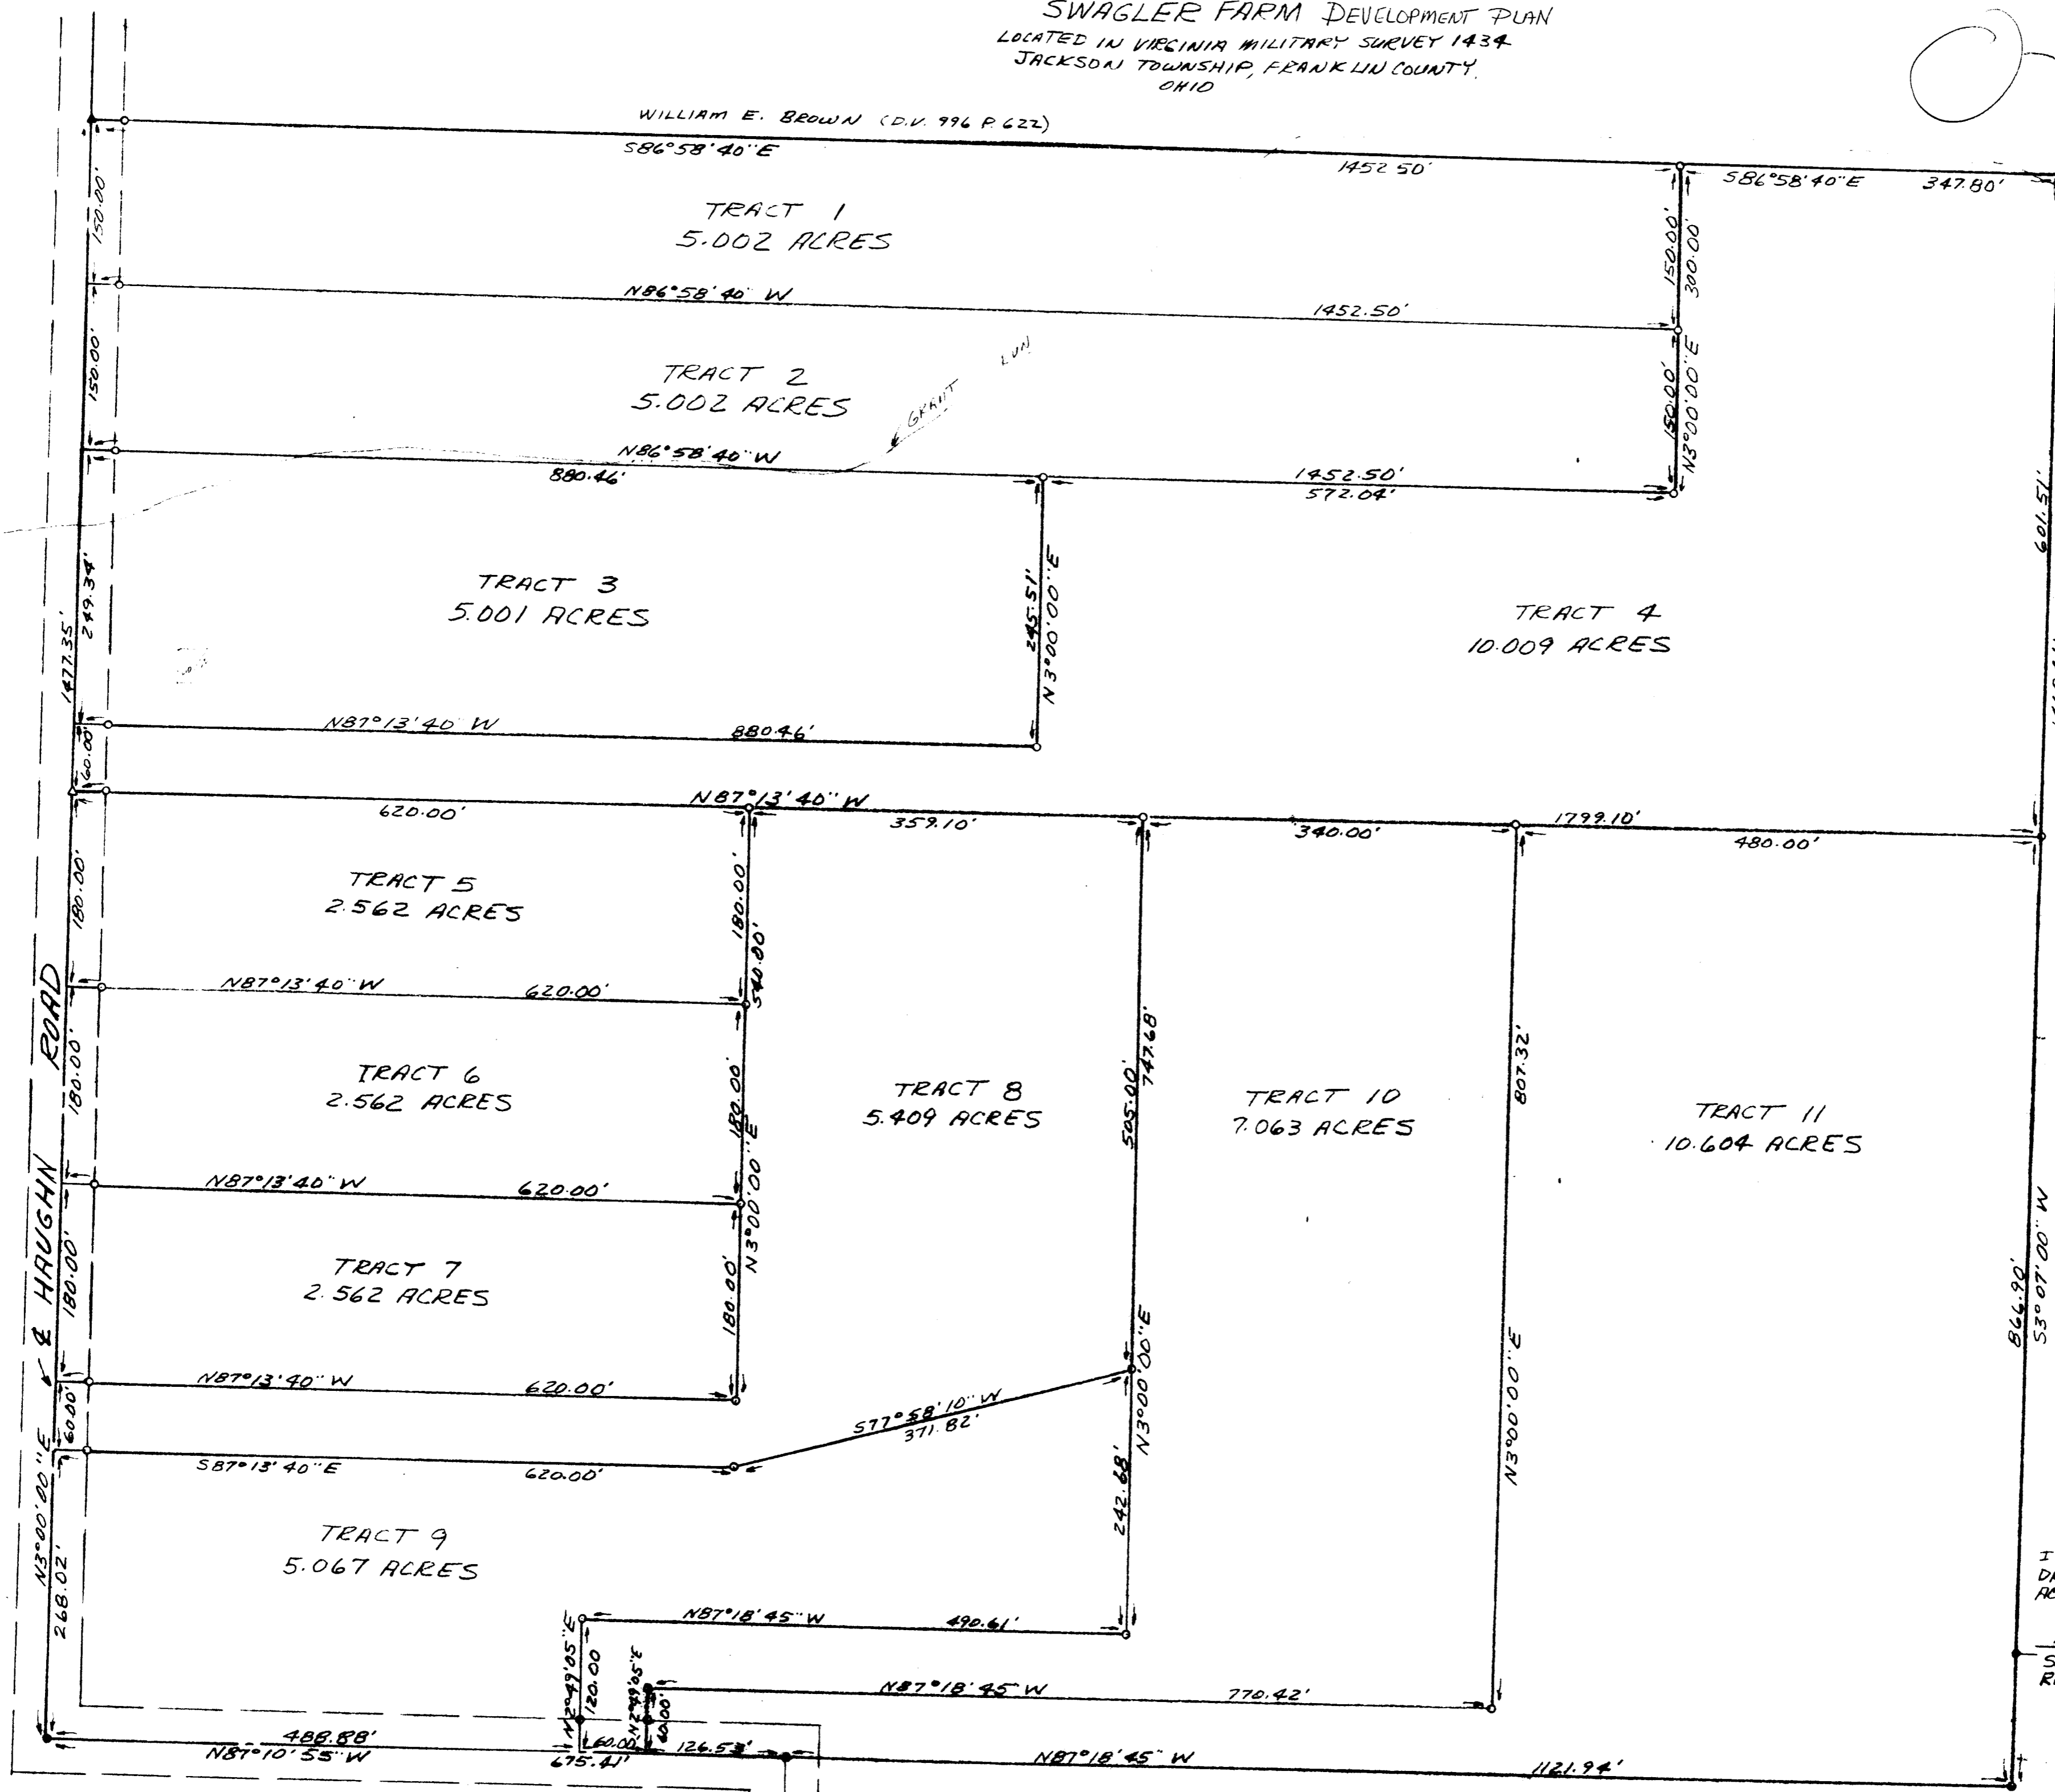 SWAGLER FARM DEVELOPMENT PLAN
LOCATED IN VIRGINIA MILITARY SURVEY 1434
JACKSON TOWNSHIP, FRANKLIN COUNTY.
OHIO
WILLIAM E. BROWN (D.V. 996 P. 622)
S86°58'40"E
1452.50'
S86°58'40"E
347.80'
150.00'
TRACT 1
5.002 ACRES
150.00'
300.00'
N86°58'40" W
1452.50'
150.00'
TRACT 2
5.002 ACRES
GRANT
RUN
150.00'
N3°00'00"E
N86°58'40" W
880.46'
1452.50'
572.04'
601.51'
249.34'
1477.35'
TRACT 3
5.001 ACRES
245.51'
N3°00'00"E
TRACT 4
10.009 ACRES
N87°13'40" W
880.46'
60.00'
620.00'
N87°13'40" W
359.10'
340.00'
1799.10'
480.00'
180.00'
TRACT 5
2.562 ACRES
180.00'
540.00'
N87°13'40" W
620.00'
180.00'
TRACT 6
2.562 ACRES
180.00'
N3°00'00"E
TRACT 8
5.409 ACRES
505.00'
747.68'
TRACT 10
7.063 ACRES
807.32'
TRACT 11
10.604 ACRES
N87°13'40" W
620.00'
℄ HAUGHN ROAD
180.00'
TRACT 7
2.562 ACRES
180.00'
N3°00'00"E
N3°00'00"E
866.90'
S3°07'00" W
N87°13'40" W
620.00'
60.00'
S77°58'10" W
371.82'
S87°13'40"E
620.00'
N3°00'00"E
268.02'
TRACT 9
5.067 ACRES
242.68'
N87°18'45" W
490.61'
N2°49'05"E
120.00
N2°49'05"E
60.00'
N87°18'45" W
770.42'
488.88'
N87°10'55" W
60.00'
675.41'
126.53'
N87°18'45" W
1121.94'
I